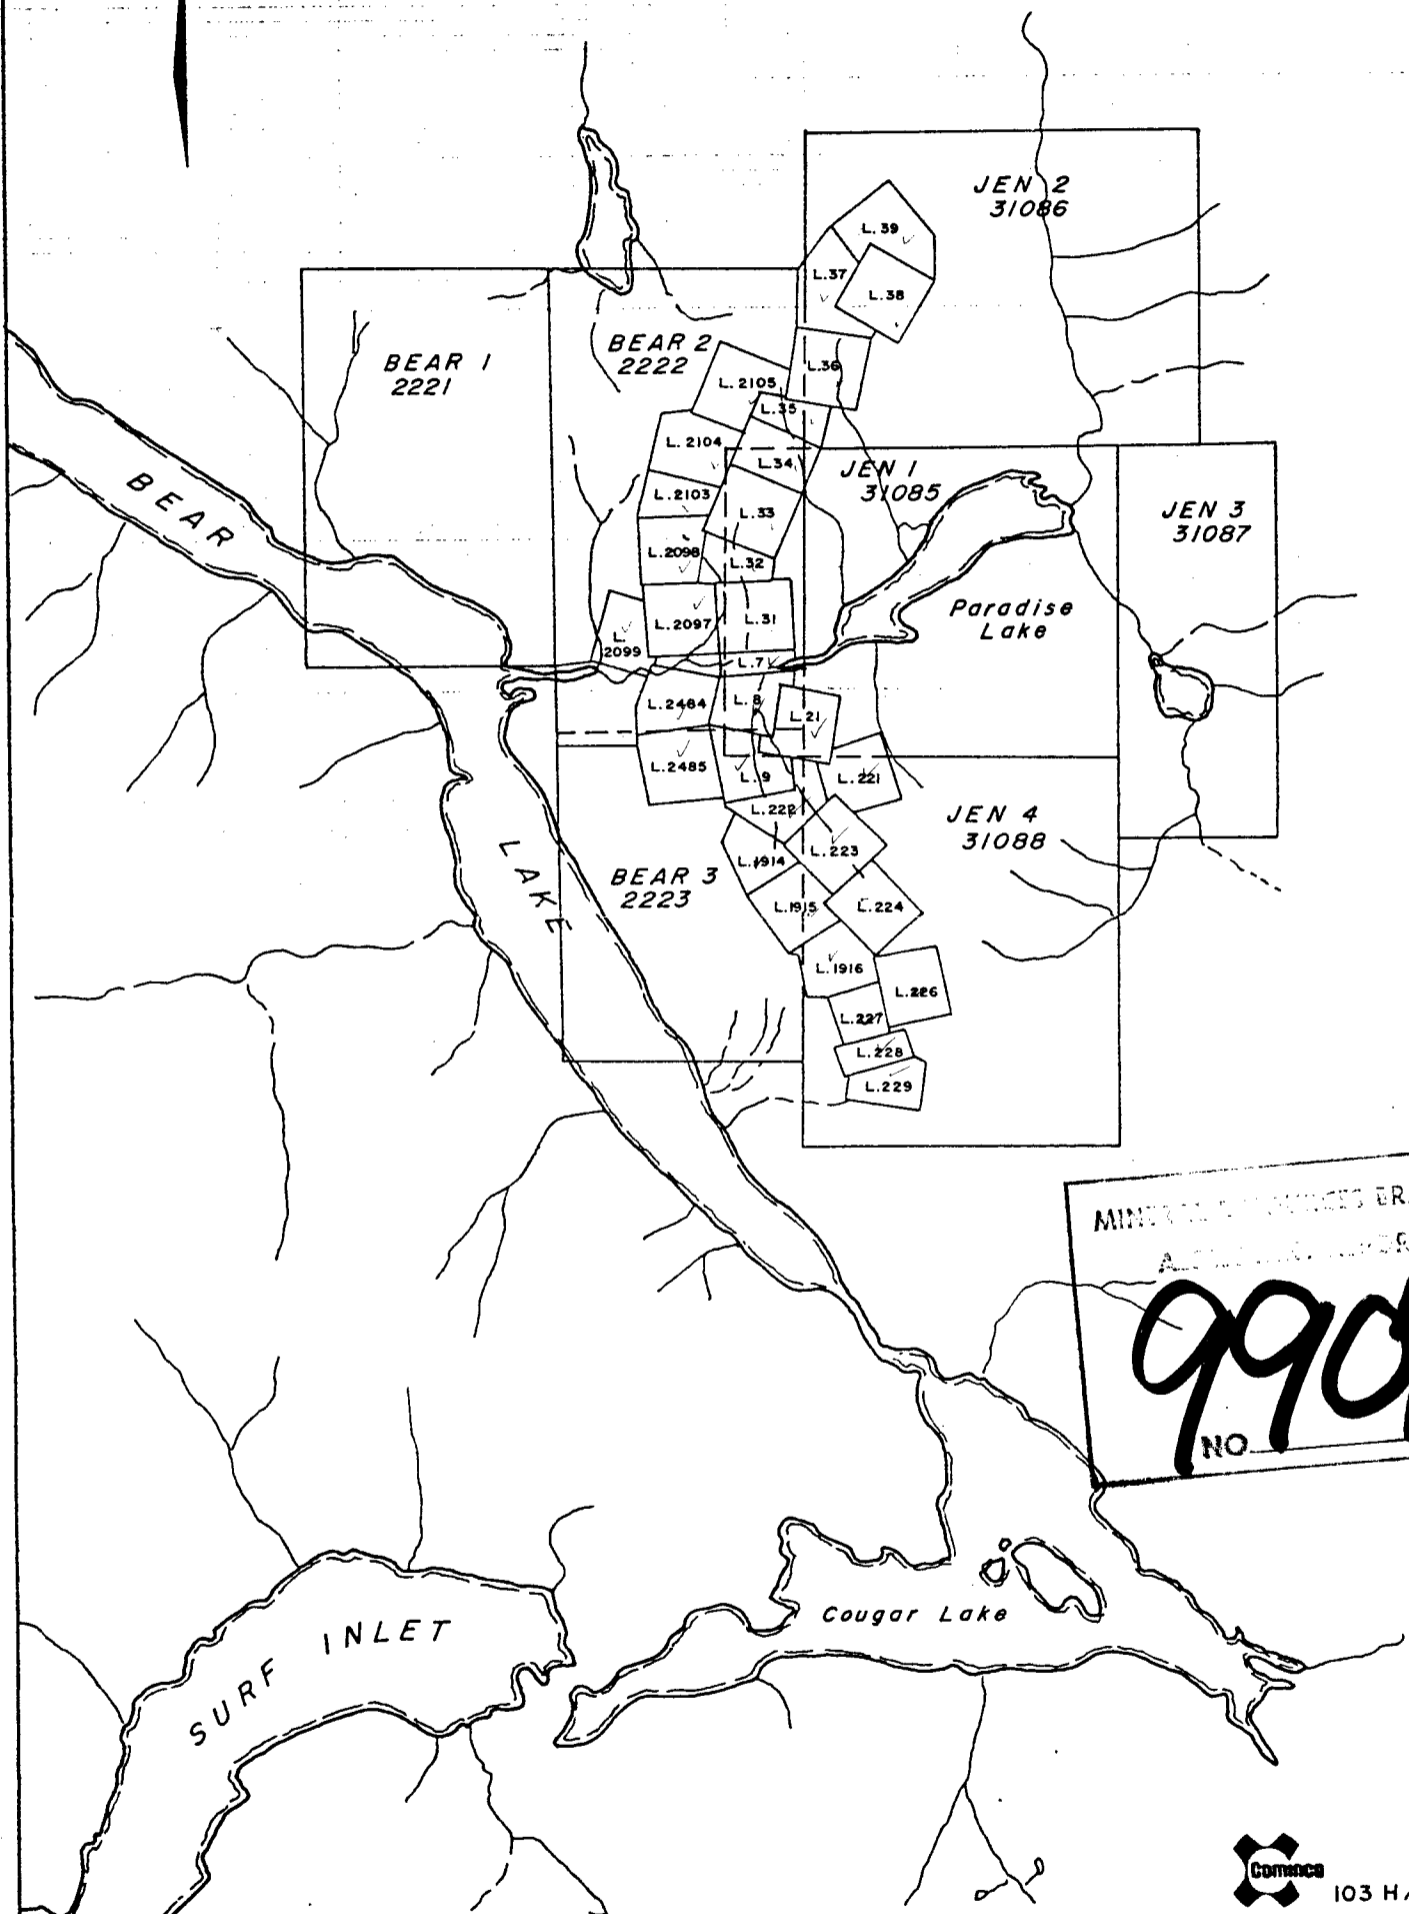 JEN 2
31086
L.39
L.37
L.38
BEAR 1
2221
BEAR 2
2222
L.36
L.2105
L.35
L.2104
L.34
JEN 1
31085
L.2103
L.33
JEN 3
31087
BEAR
L.2098
L.32
L.2097
L.31
Paradise
Lake
L.
2099
L.7
L.2484
L.8
L.21
L.2485
L.9
L.221
L.222
JEN 4
31088
L.223
L.1914
LAKE
BEAR 3
2223
L.1915
L.224
L.1916
L.226
L.227
L.228
L.229
NO
Cougar Lake
SURF INLET
Cominco
103 H/